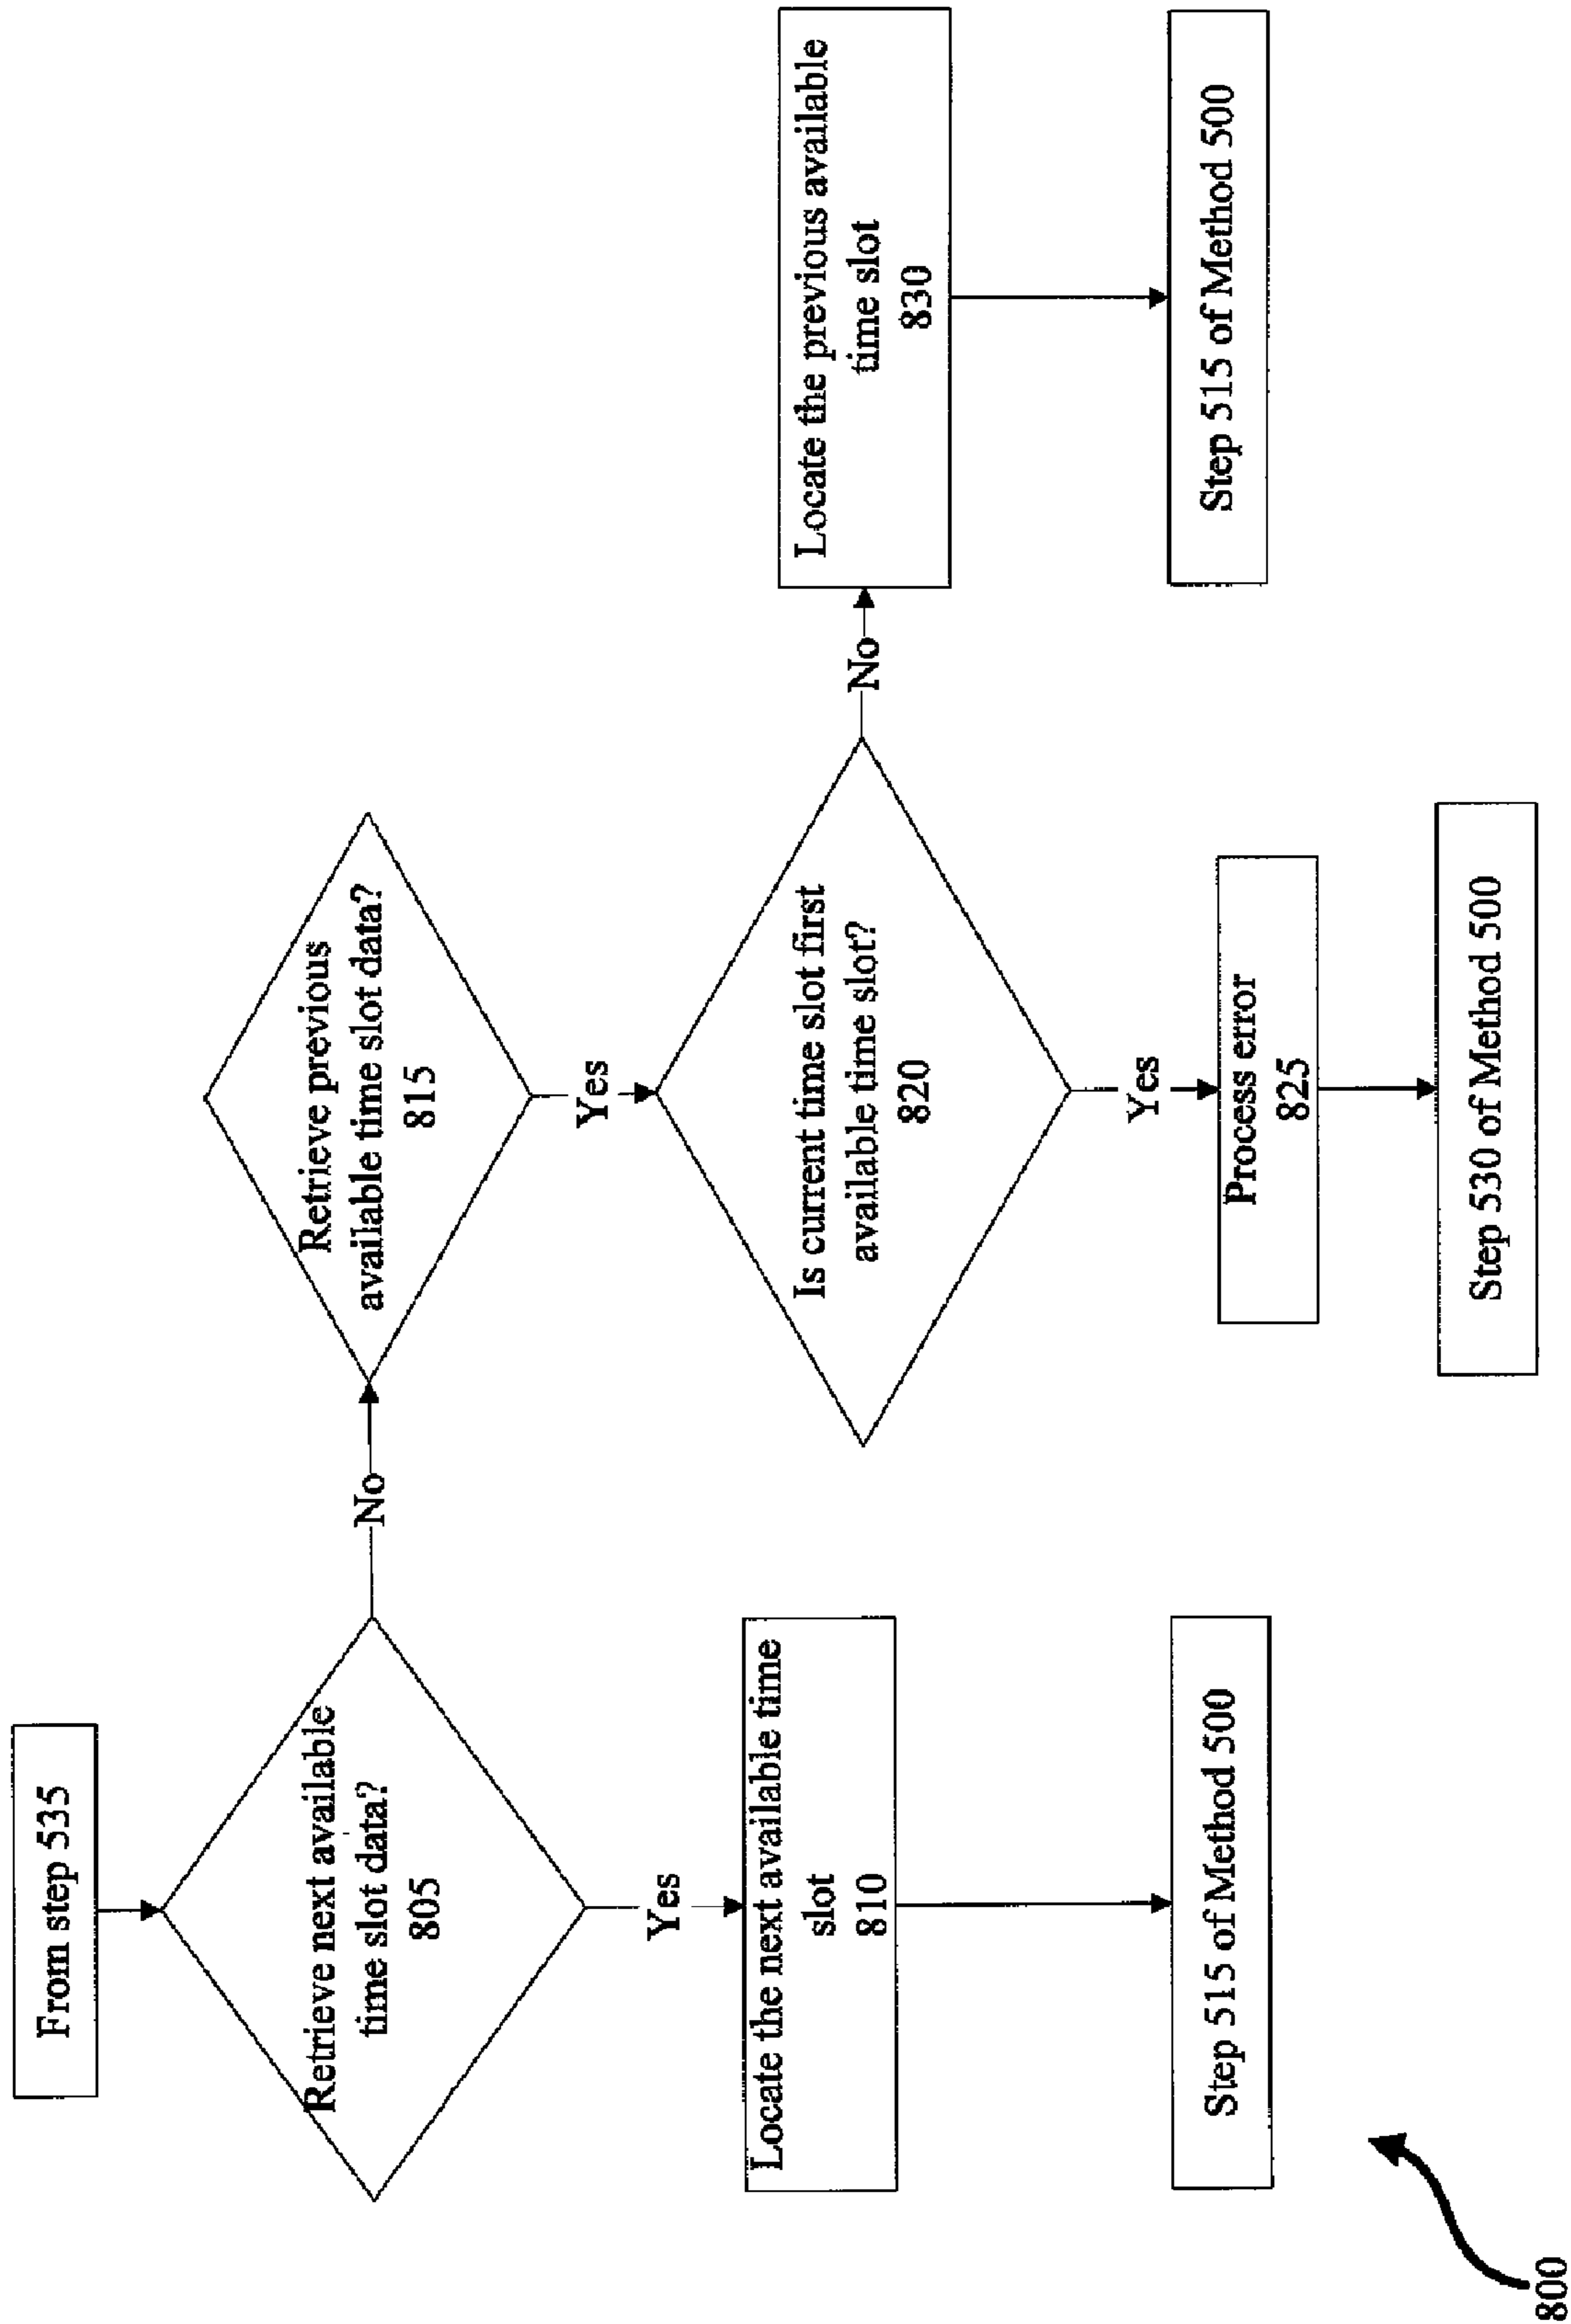 From step 535
Retrieve next available
time slot data?
805
No
Retrieve previous
available time slot data?
815
Yes
Locate the next available time
slot
810
Step 515 of Method 500
Yes
Is current time slot first
available time slot?
820
No
Locate the previous available
time slot
830
Step 515 of Method 500
Yes
Process error
825
Step 530 of Method 500
800